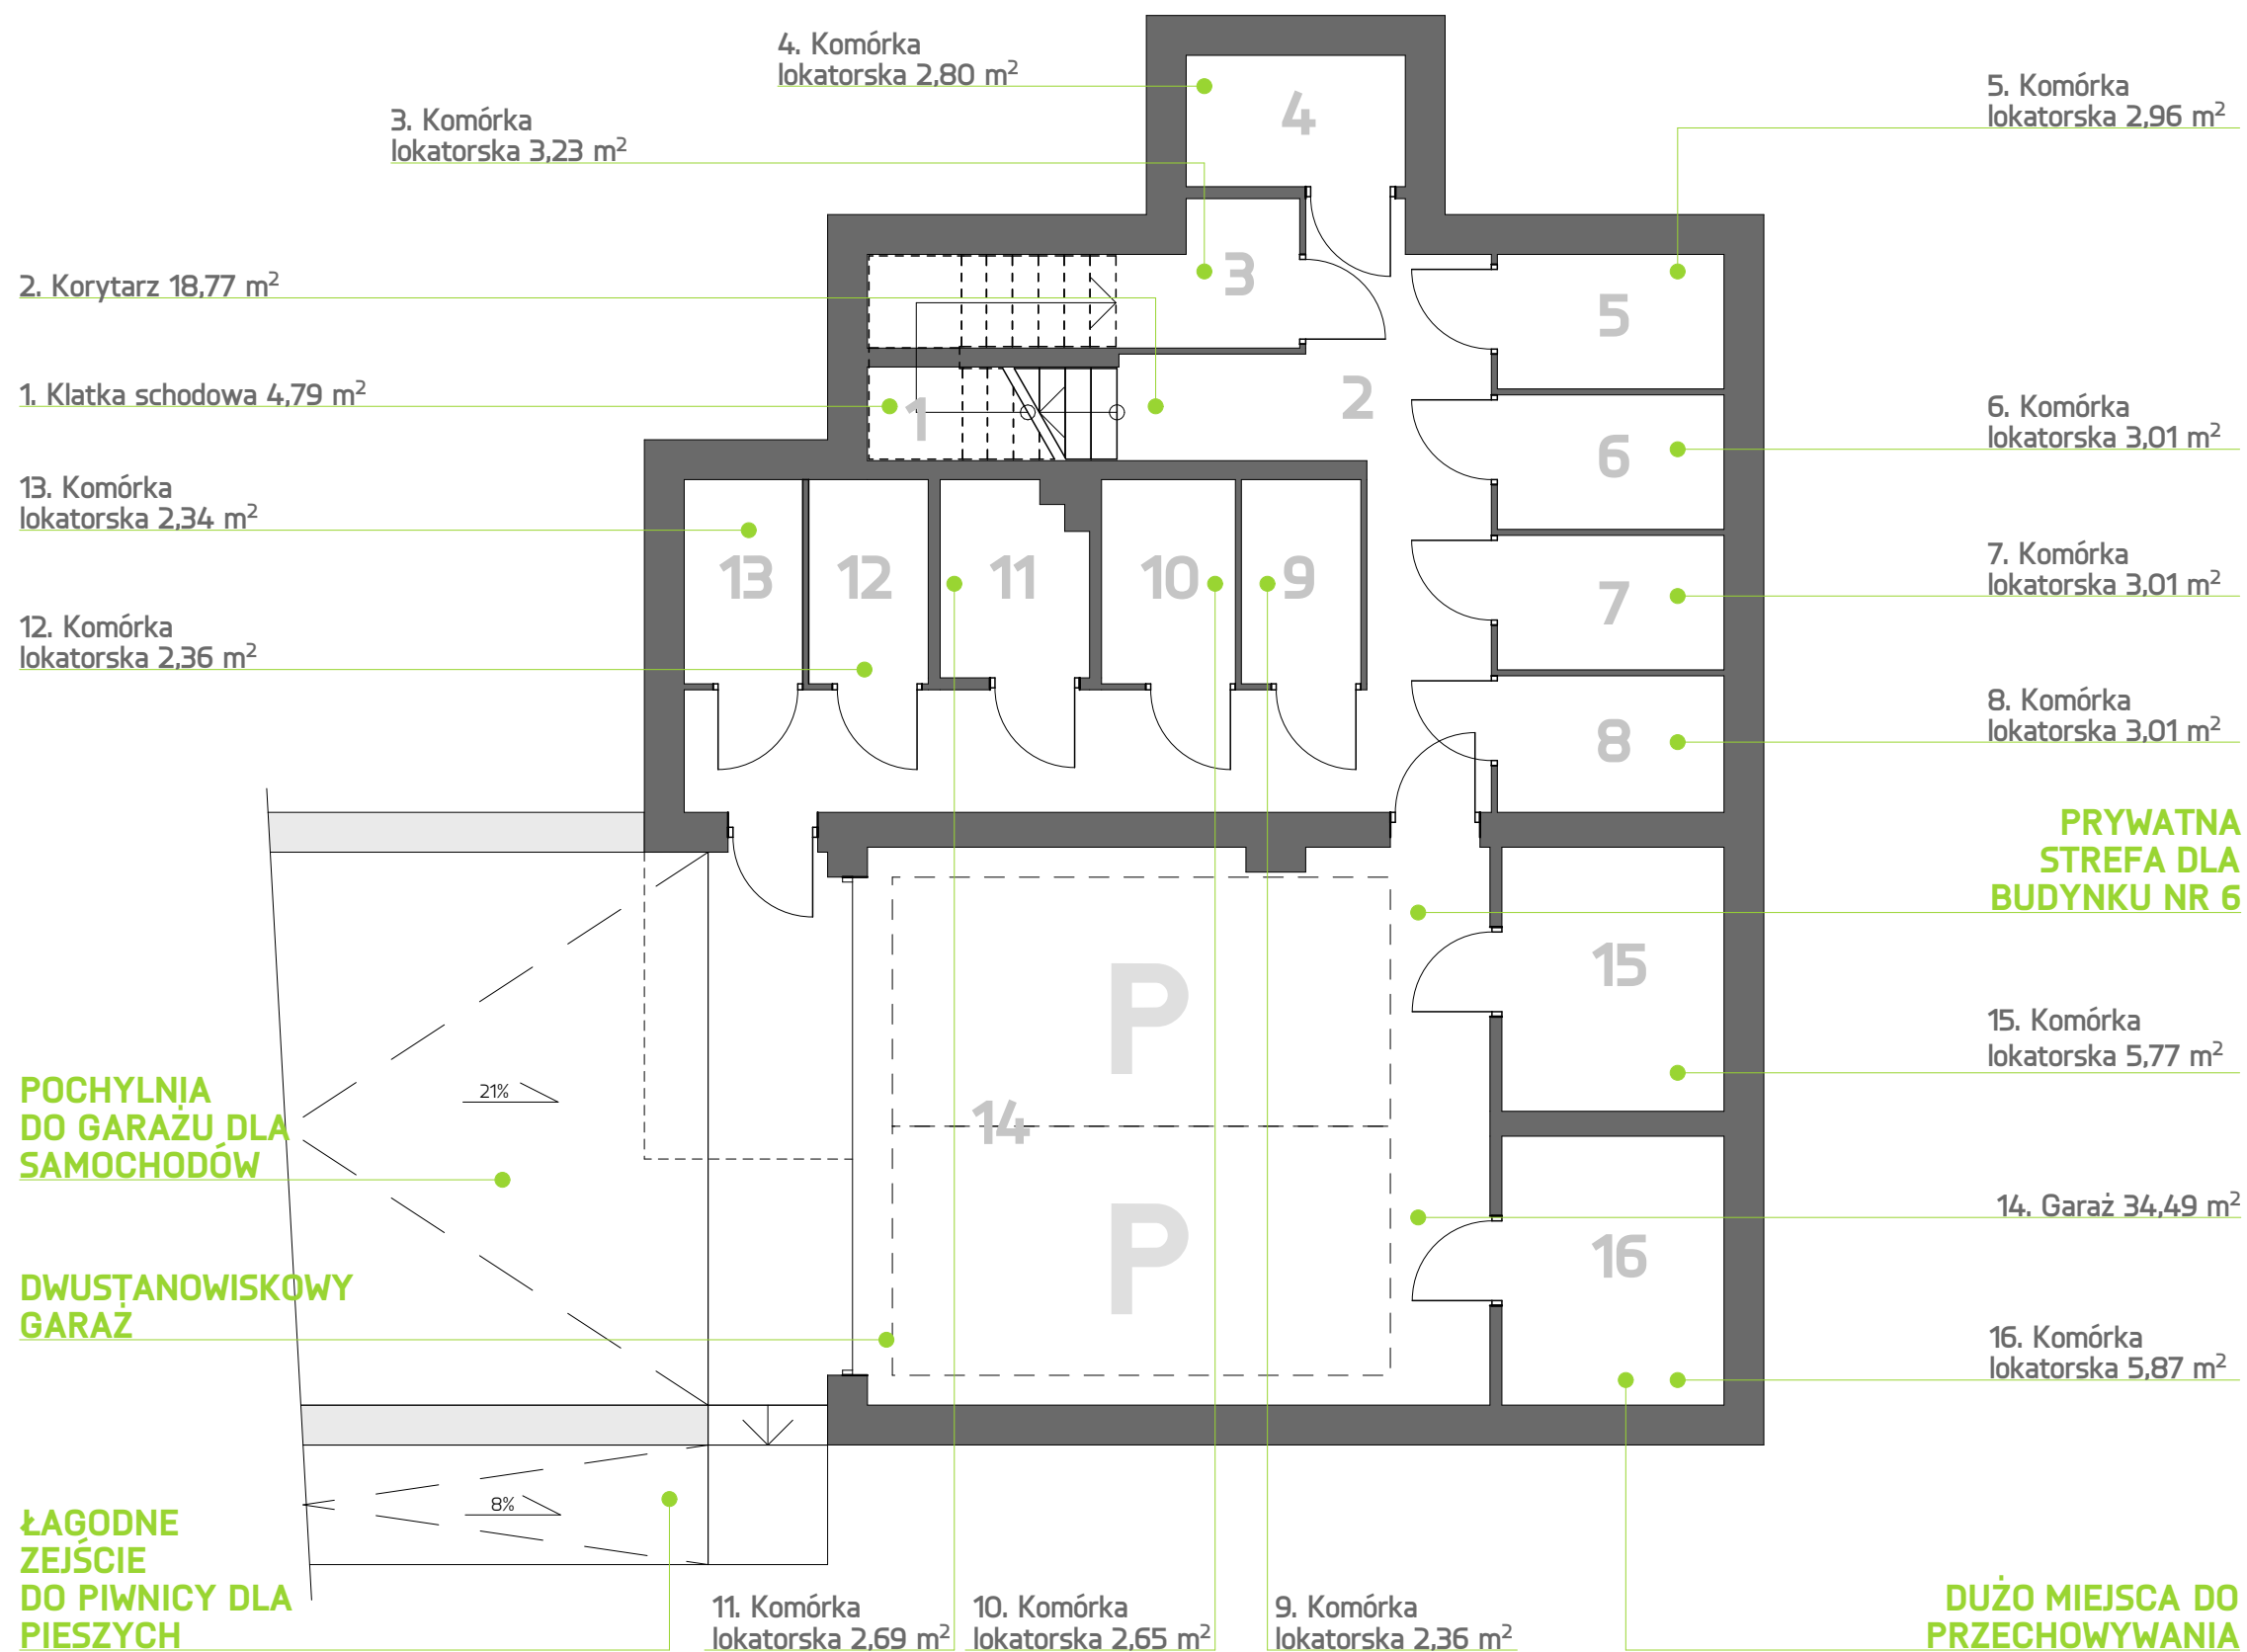 4. Komórka
lokatorska 2,80 m²
3. Komórka
lokatorska 3,23 m²
5. Komórka
lokatorska 2,96 m²
2. Korytarz 18,77 m²
1. Klatka schodowa 4,79 m²
13. Komórka
lokatorska 2,34 m²
12. Komórka
lokatorska 2,36 m²
6. Komórka
lokatorska 3,01 m²
7. Komórka
lokatorska 3,01 m²
8. Komórka
lokatorska 3,01 m²
PRYWATNA
STREFA DLA
BUDYNKU NR 6
15. Komórka
lokatorska 5,77 m²
14. Garaż 34,49 m²
16. Komórka
lokatorska 5,87 m²
DUŻO MIEJSCA DO
PRZECHOWYWANIA
POCHYLNIA
DO GARAŻU DLA
SAMOCHODÓW
DWUSTANOWISKOWY
GARAŻ
ŁAGODNE
ZEJŚCIE
DO PIWNICY DLA
PIESZYCH
11. Komórka
lokatorska 2,69 m²
10. Komórka
lokatorska 2,65 m²
9. Komórka
lokatorska 2,36 m²
4
3
5
2
1
6
13
12
11
10
9
7
8
15
P
14
P
16
21%
8%